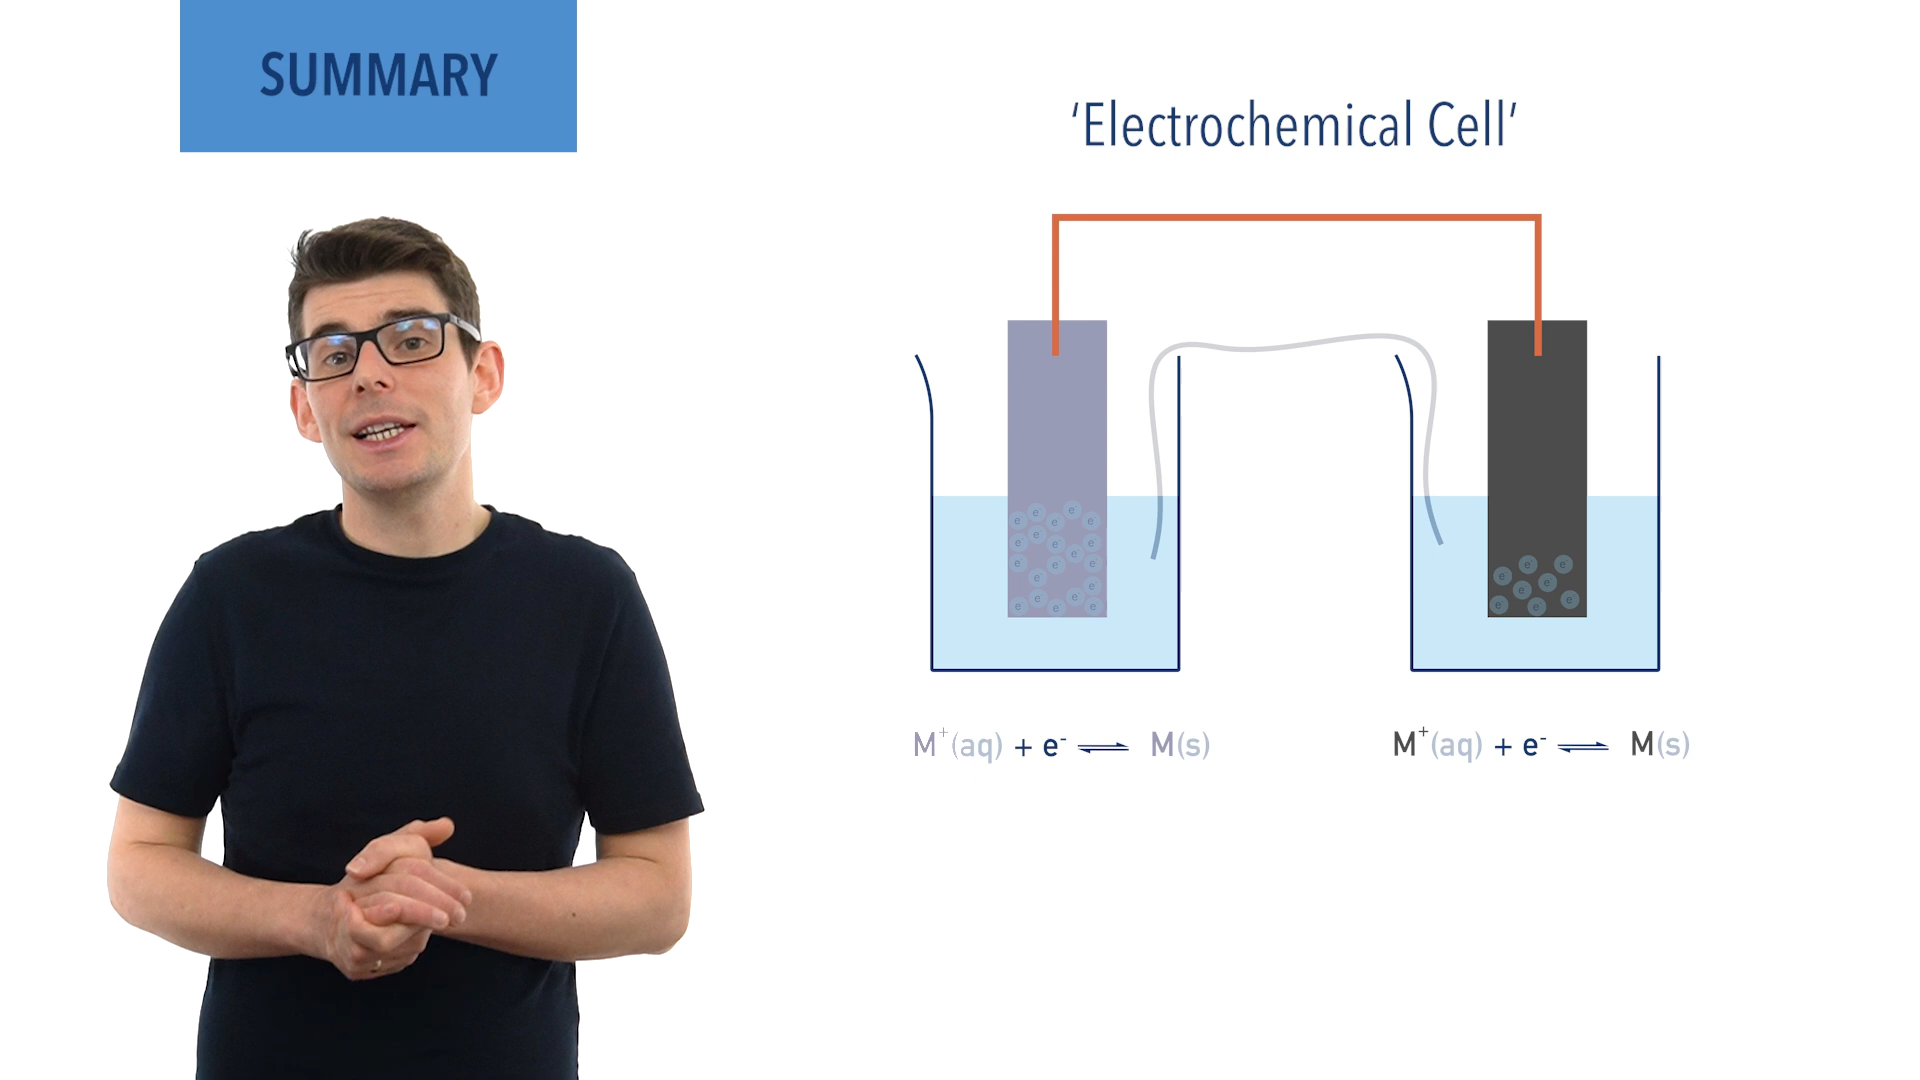 SUMMARY
‘Electrochemical Cell’
e⁻ e⁻ e⁻ e⁻ e⁻ e⁻ e⁻ e⁻ e⁻ e⁻ e⁻ e⁻ e⁻ e⁻ e⁻ e⁻ e⁻ e⁻ e⁻
e⁻ e⁻ e⁻ e⁻ e⁻ e⁻ e⁻ e⁻
M⁺(aq) + e⁻ ⇌ M(s)
M⁺(aq) + e⁻ ⇌ M(s)